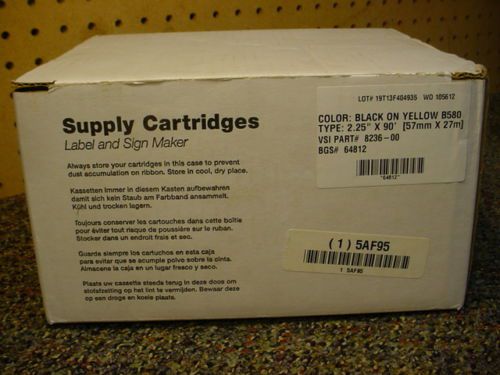 LOT# 19T13F404935 WO 105612
COLOR: BLACK ON YELLOW B580
TYPE: 2.25" X 90' [57mm X 27m]
VSI PART# 8236-00
BGS# 64812
"64812"
Supply Cartridges
Label and Sign Maker
Always store your cartridges in this case to prevent
dust accumulation on ribbon. Store in cool, dry place.
Kassetten immer in diesem Kasten aufbewahren
damit sich kein Staub am Farbband ansammelt.
Kühl und trocken lagern.
Toujours conserver les cartouches dans cette boîte
pour éviter tout risque de poussière sur le ruban.
Stocker dans un endroit frais et sec.
Guarde siempre los cartuchos en esta caja
para evitar que se acumule polvo sobre la cinta.
Almacene la caja en un lugar fresco y seco.
Plaats uw cassette steeds terug in deze doos om
stofafzetting op het lint te vermijden. Bewaar deze
op een droge en koele plaats.
(1) 5AF95
1 5AF95